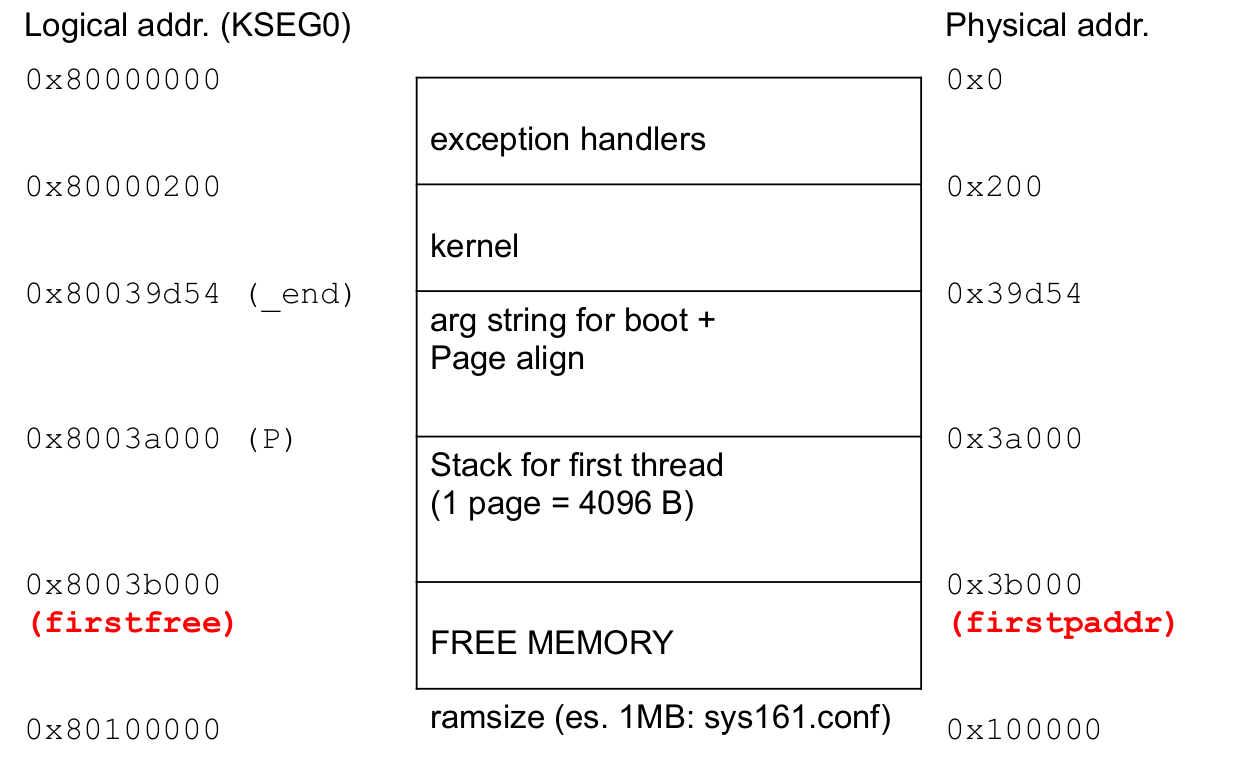 Logical addr. (KSEG0)
Physical addr.
0x80000000
0x0
exception handlers
0x80000200
0x200
kernel
0x80039d54 (_end)
0x39d54
arg string for boot +
Page align
0x8003a000 (P)
0x3a000
Stack for first thread
(1 page = 4096 B)
0x8003b000
0x3b000
(firstfree)
(firstpaddr)
FREE MEMORY
ramsize (es. 1MB: sys161.conf)
0x80100000
0x100000